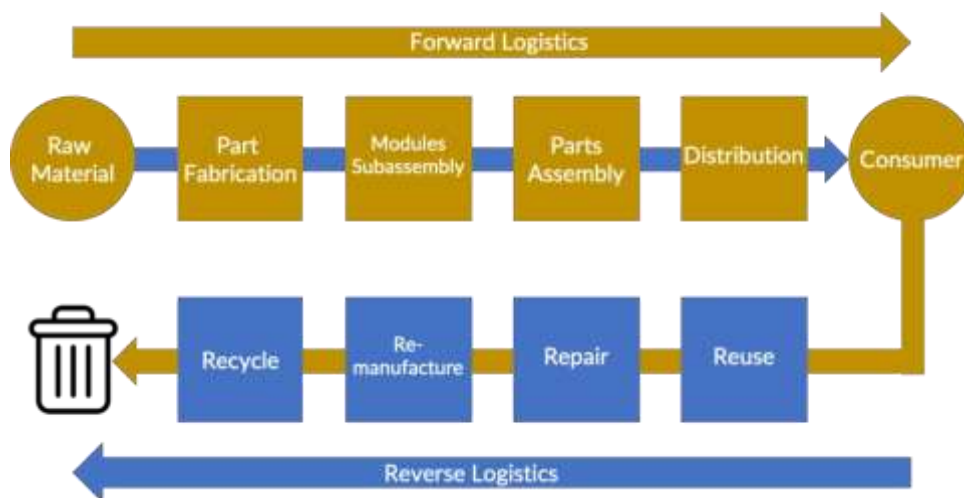 Forward Logistics
Raw
Material
Part
Fabrication
Modules
Subassembly
Parts
Assembly
Distribution
Consumer
Recycle
Re-
manufacture
Repair
Reuse
Reverse Logistics